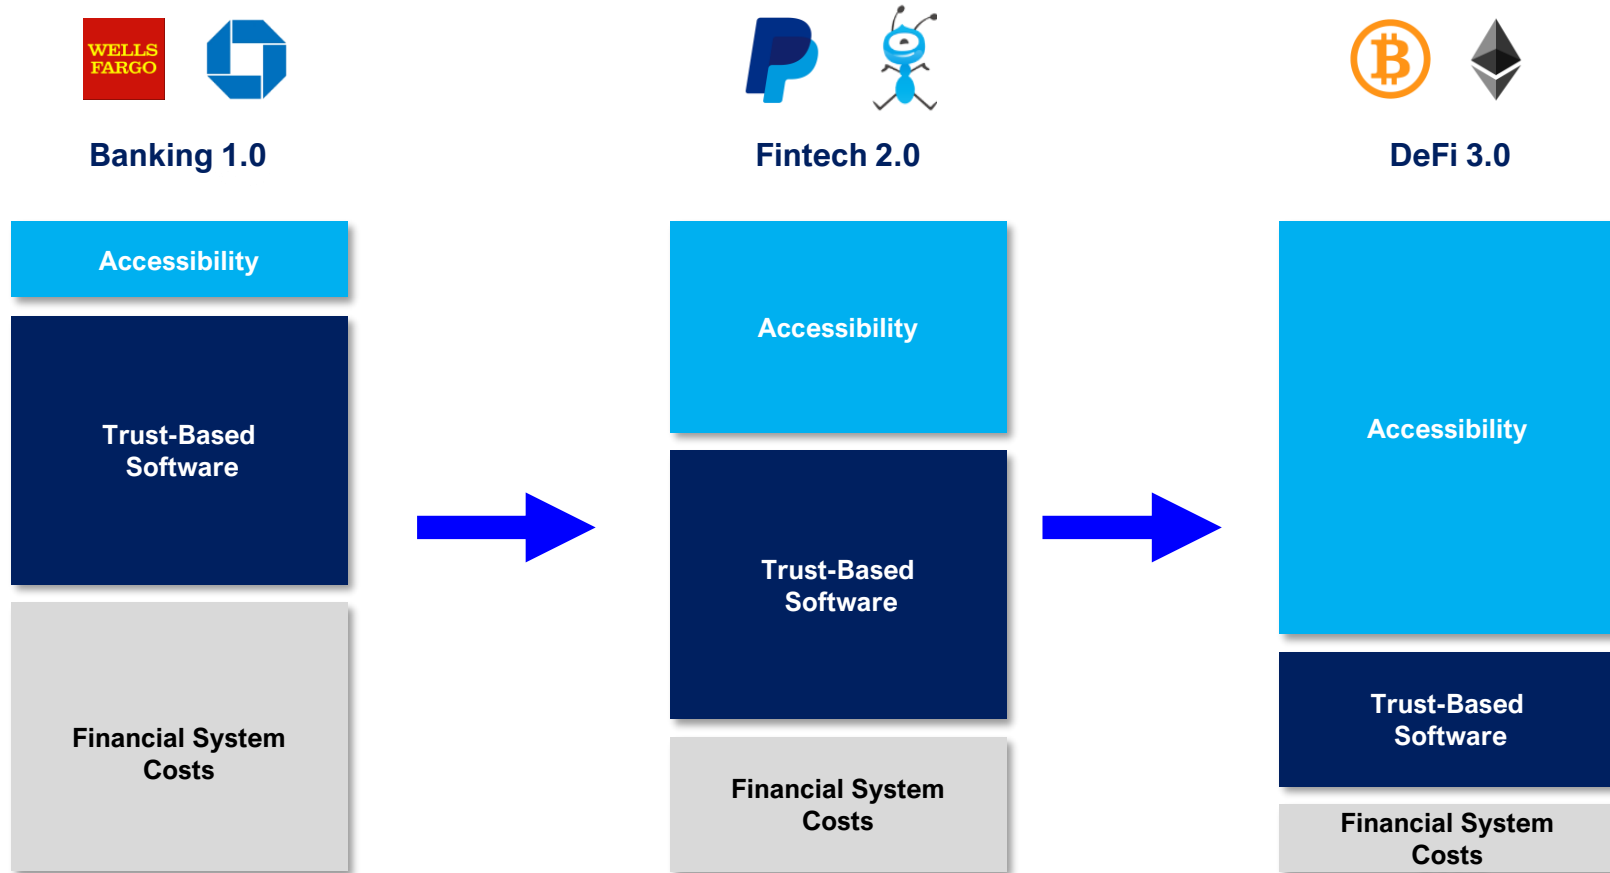 WELLS
FARGO
Banking 1.0
Fintech 2.0
DeFi 3.0
Accessibility
Trust-Based
Software
Financial System
Costs
Accessibility
Trust-Based
Software
Financial System
Costs
Accessibility
Trust-Based
Software
Financial System
Costs